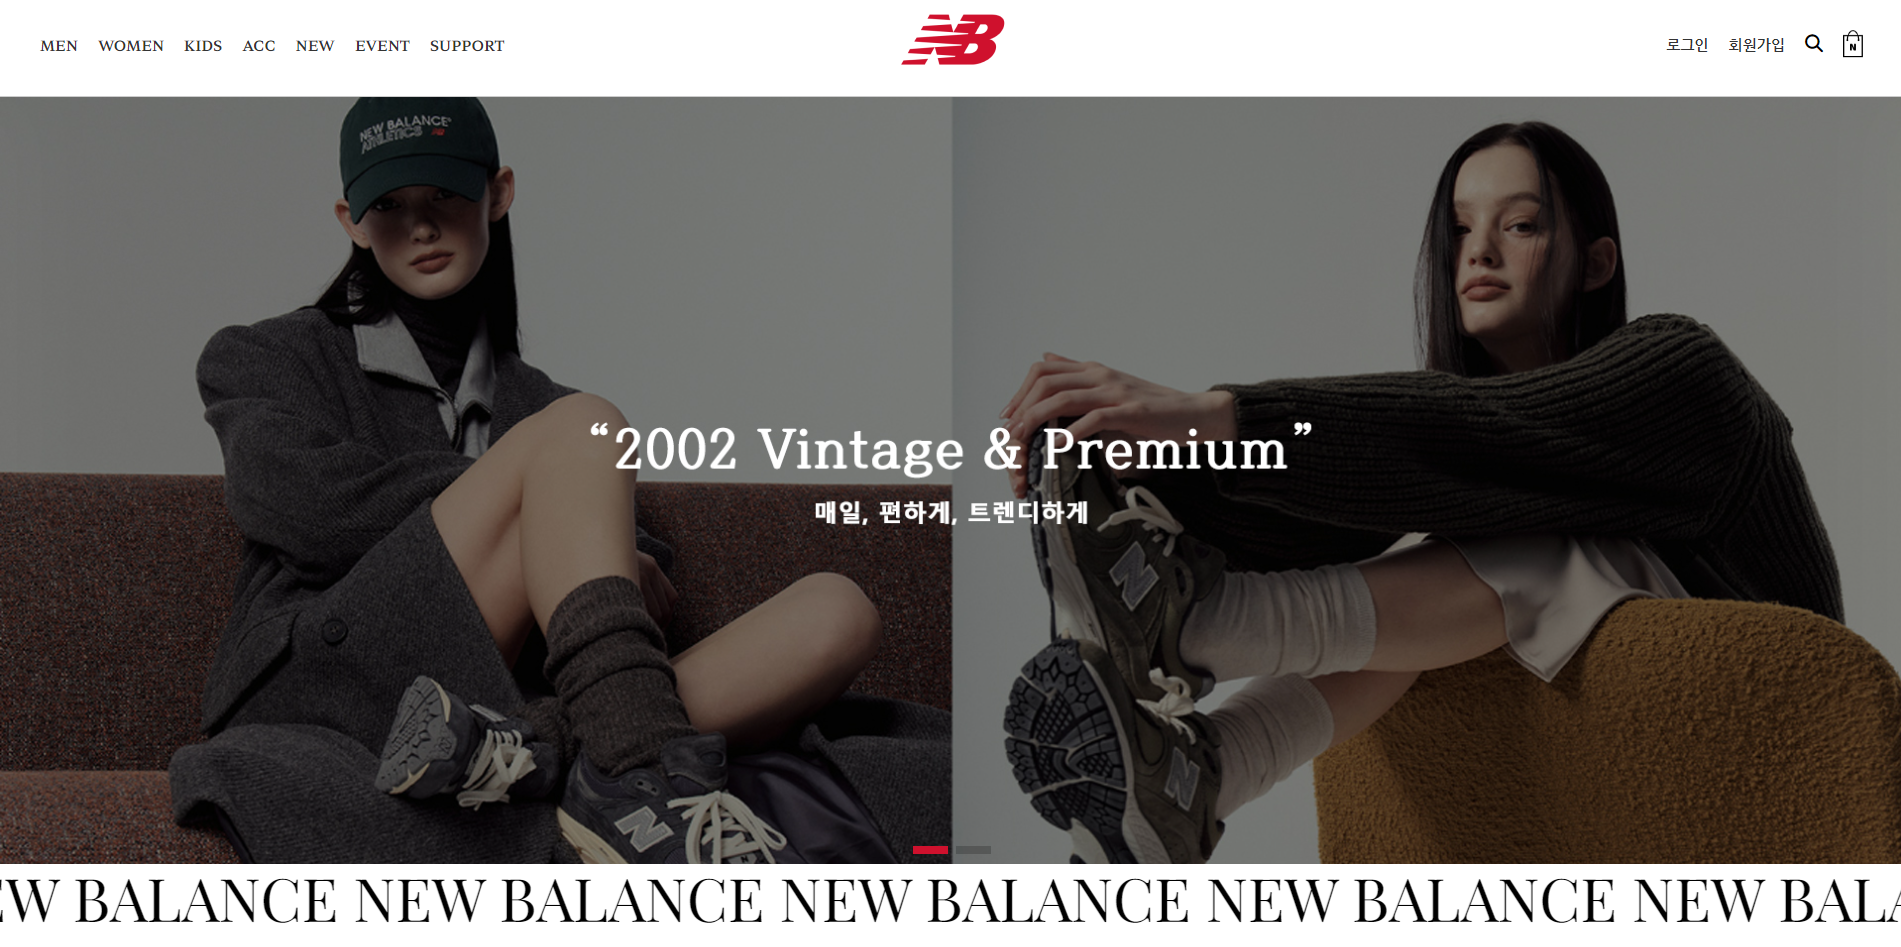 MEN WOMEN KIDS ACC NEW EVENT SUPPORT
NB
로그인 회원가입
N
NEW BALANCE
ATHLETICS
“2002 Vintage & Premium”
매일, 편하게, 트렌디하게
N
N
N
EW BALANCE NEW BALANCE NEW BALANCE NEW BALANCE NEW BALA